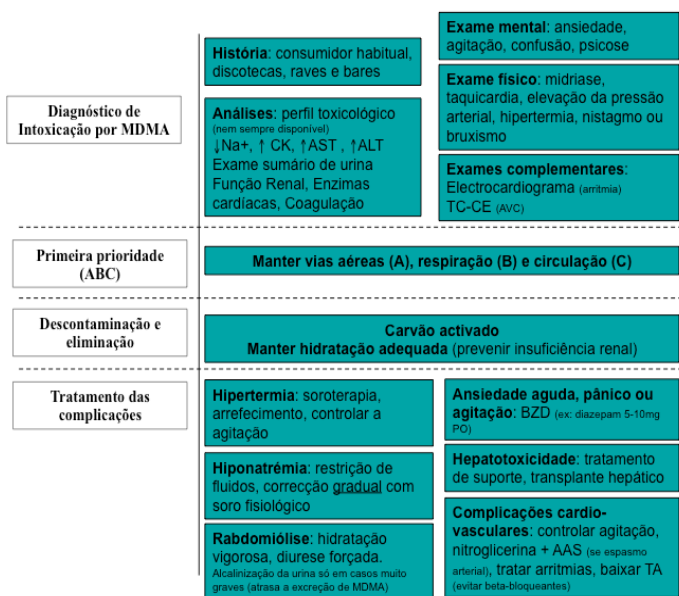 Diagnóstico de
Intoxicação por MDMA
História: consumidor habitual,
discotecas, raves e bares
Análises: perfil toxicológico
(nem sempre disponível)
↓Na+, ↑ CK, ↑AST , ↑ALT
Exame sumário de urina
Função Renal, Enzimas
cardíacas, Coagulação
Exame mental: ansiedade,
agitação, confusão, psicose
Exame físico: midriase,
taquicardia, elevação da pressão
arterial, hipertermia, nistagmo ou
bruxismo
Exames complementares:
Electrocardiograma (arritmia)
TC-CE (AVC)
Primeira prioridade
(ABC)
Manter vias aéreas (A), respiração (B) e circulação (C)
Descontaminação e
eliminação
Carvão activado
Manter hidratação adequada (prevenir insuficiência renal)
Tratamento das
complicações
Hipertermia: soroterapia,
arrefecimento, controlar a
agitação
Hiponatrémia: restrição de
fluidos, correcção gradual com
soro fisiológico
Rabdomiólise: hidratação
vigorosa, diurese forçada.
Alcalinização da urina só em casos muito
graves (atrasa a excreção de MDMA)
Ansiedade aguda, pânico ou
agitação: BZD (ex: diazepam 5-10mg
PO)
Hepatotoxicidade: tratamento
de suporte, transplante hepático
Complicações cardio-
vasculares: controlar agitação,
nitroglicerina + AAS (se espasmo
arterial), tratar arritmias, baixar TA
(evitar beta-bloqueantes)